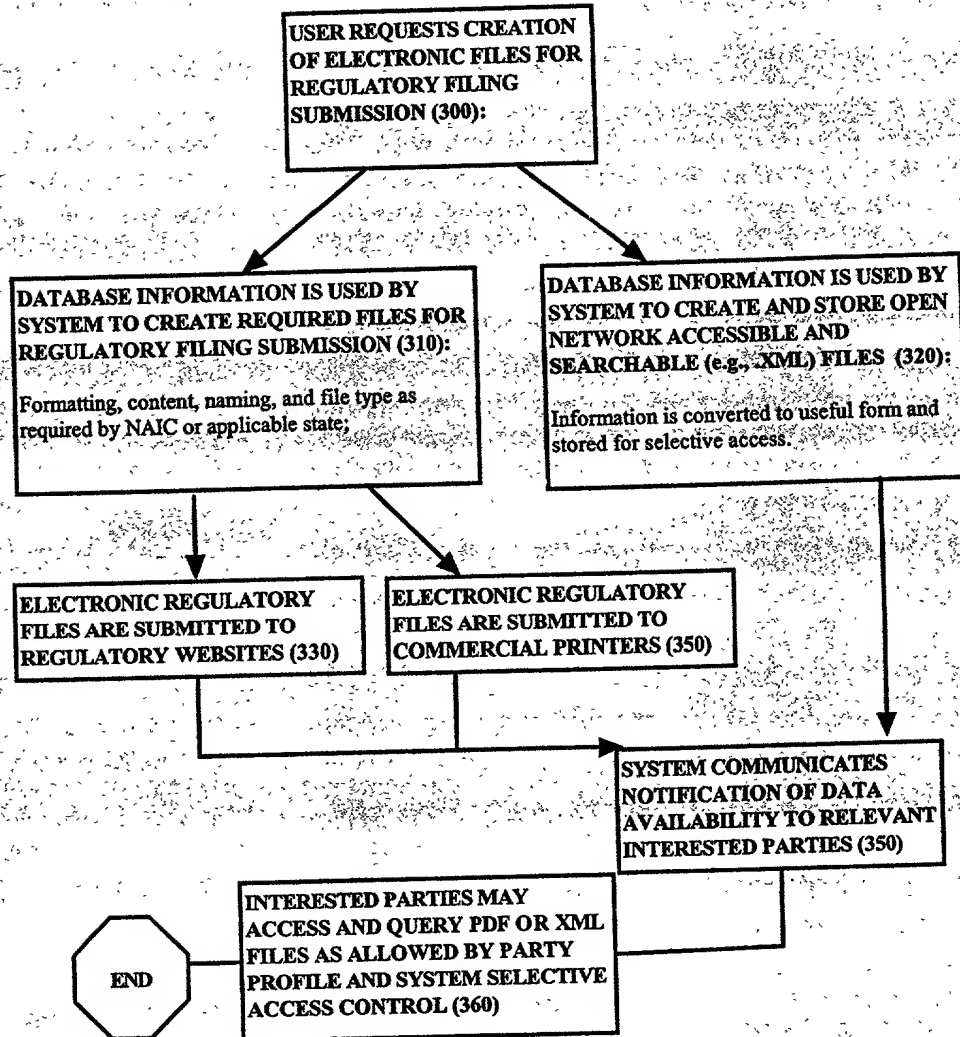 USER REQUESTS CREATION
OF ELECTRONIC FILES FOR
REGULATORY FILING
SUBMISSION (300):
DATABASE INFORMATION IS USED BY
SYSTEM TO CREATE REQUIRED FILES FOR
REGULATORY FILING SUBMISSION (310):
Formatting, content, naming, and file type as
required by NAIC or applicable state;
DATABASE INFORMATION IS USED BY
SYSTEM TO CREATE AND STORE OPEN
NETWORK ACCESSIBLE AND
SEARCHABLE (e.g., .XML) FILES (320):
Information is converted to useful form and
stored for selective access.
ELECTRONIC REGULATORY
FILES ARE SUBMITTED TO
REGULATORY WEBSITES (330)
ELECTRONIC REGULATORY
FILES ARE SUBMITTED TO
COMMERCIAL PRINTERS (350)
SYSTEM COMMUNICATES
NOTIFICATION OF DATA
AVAILABILITY TO RELEVANT
INTERESTED PARTIES (350)
INTERESTED PARTIES MAY
ACCESS AND QUERY PDF OR XML
FILES AS ALLOWED BY PARTY
PROFILE AND SYSTEM SELECTIVE
ACCESS CONTROL (360)
END